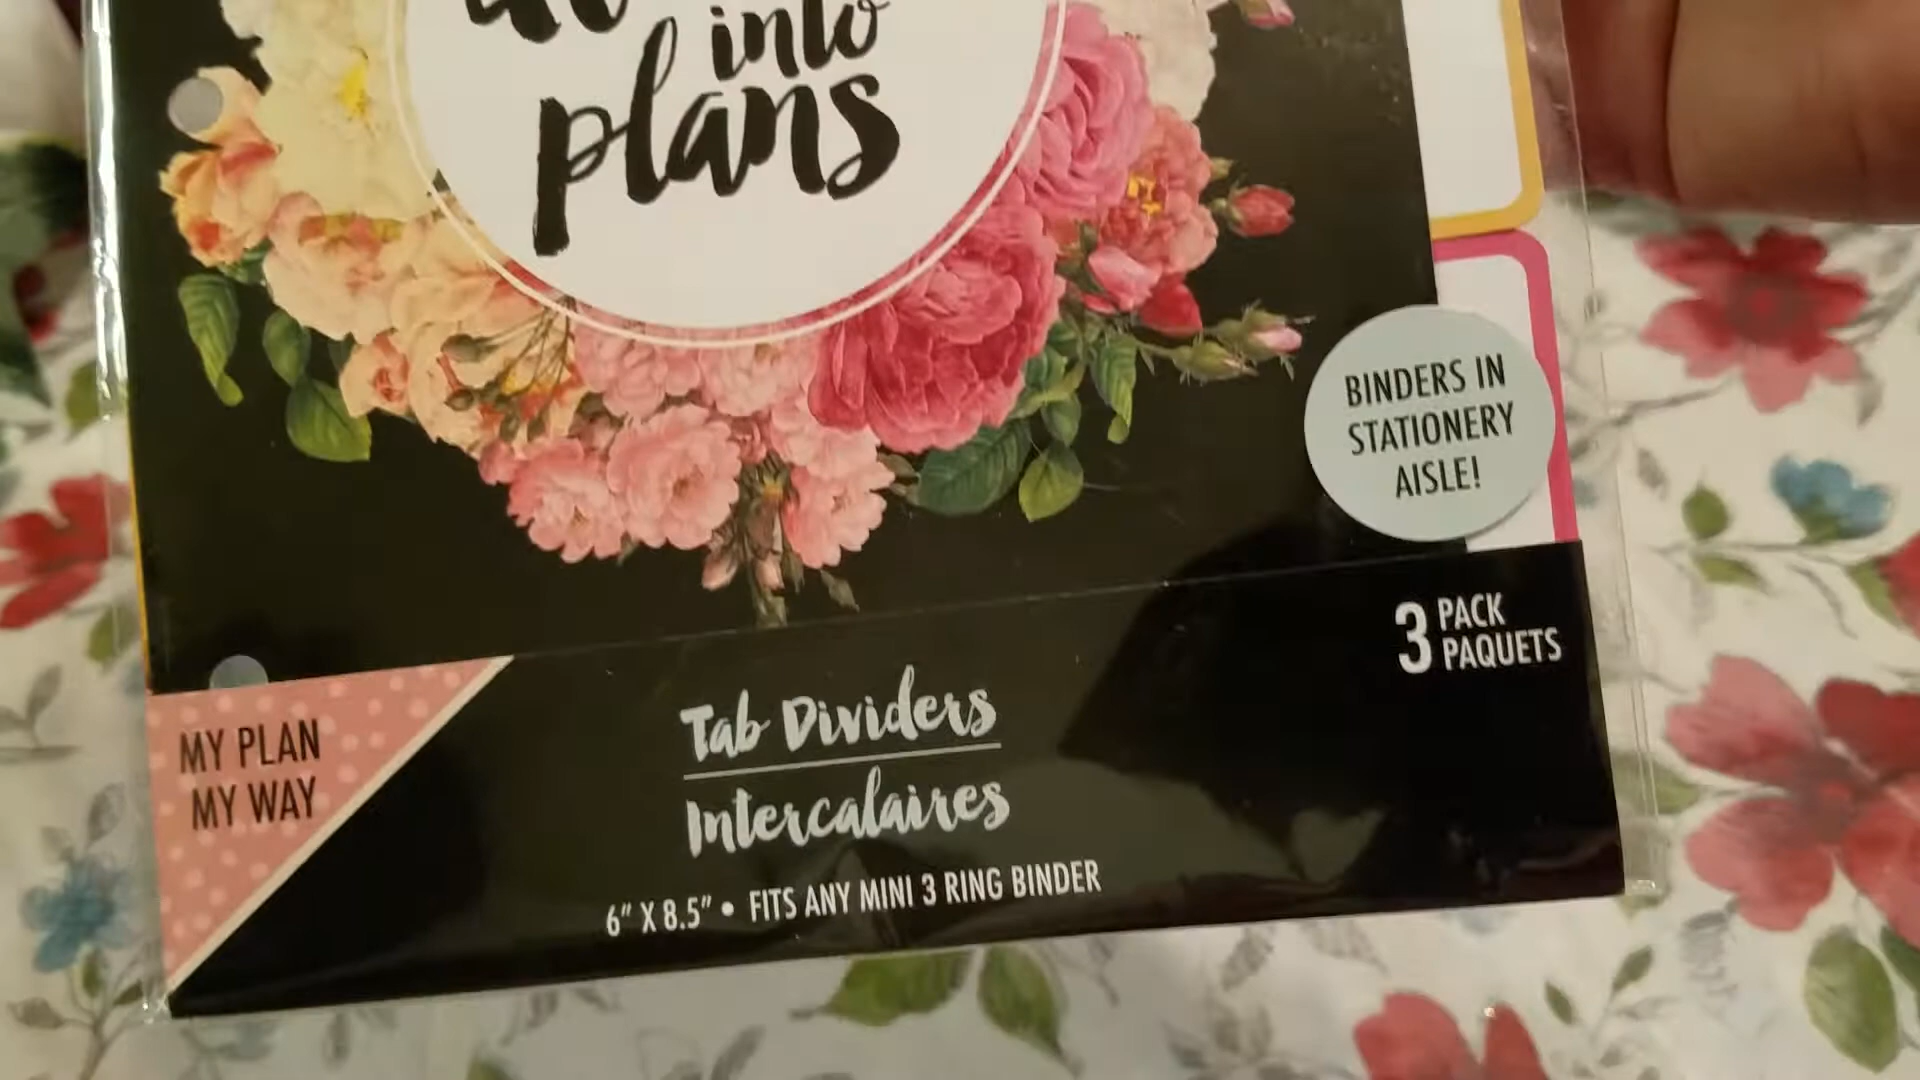 into
plans
BINDERS IN
STATIONERY
AISLE!
3 PACK
PAQUETS
MY PLAN
MY WAY
Tab Dividers
Intercalaires
6" X 8.5" • FITS ANY MINI 3 RING BINDER